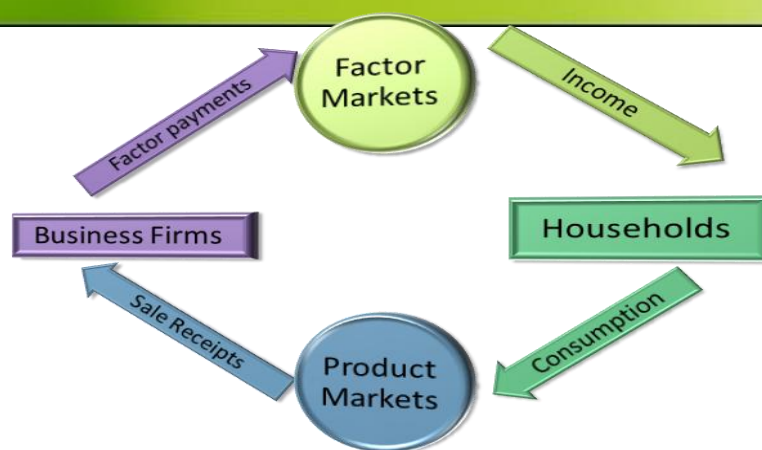 Factor
Markets
Factor payments
Income
Business Firms
Households
Sale Receipts
Consumption
Product
Markets